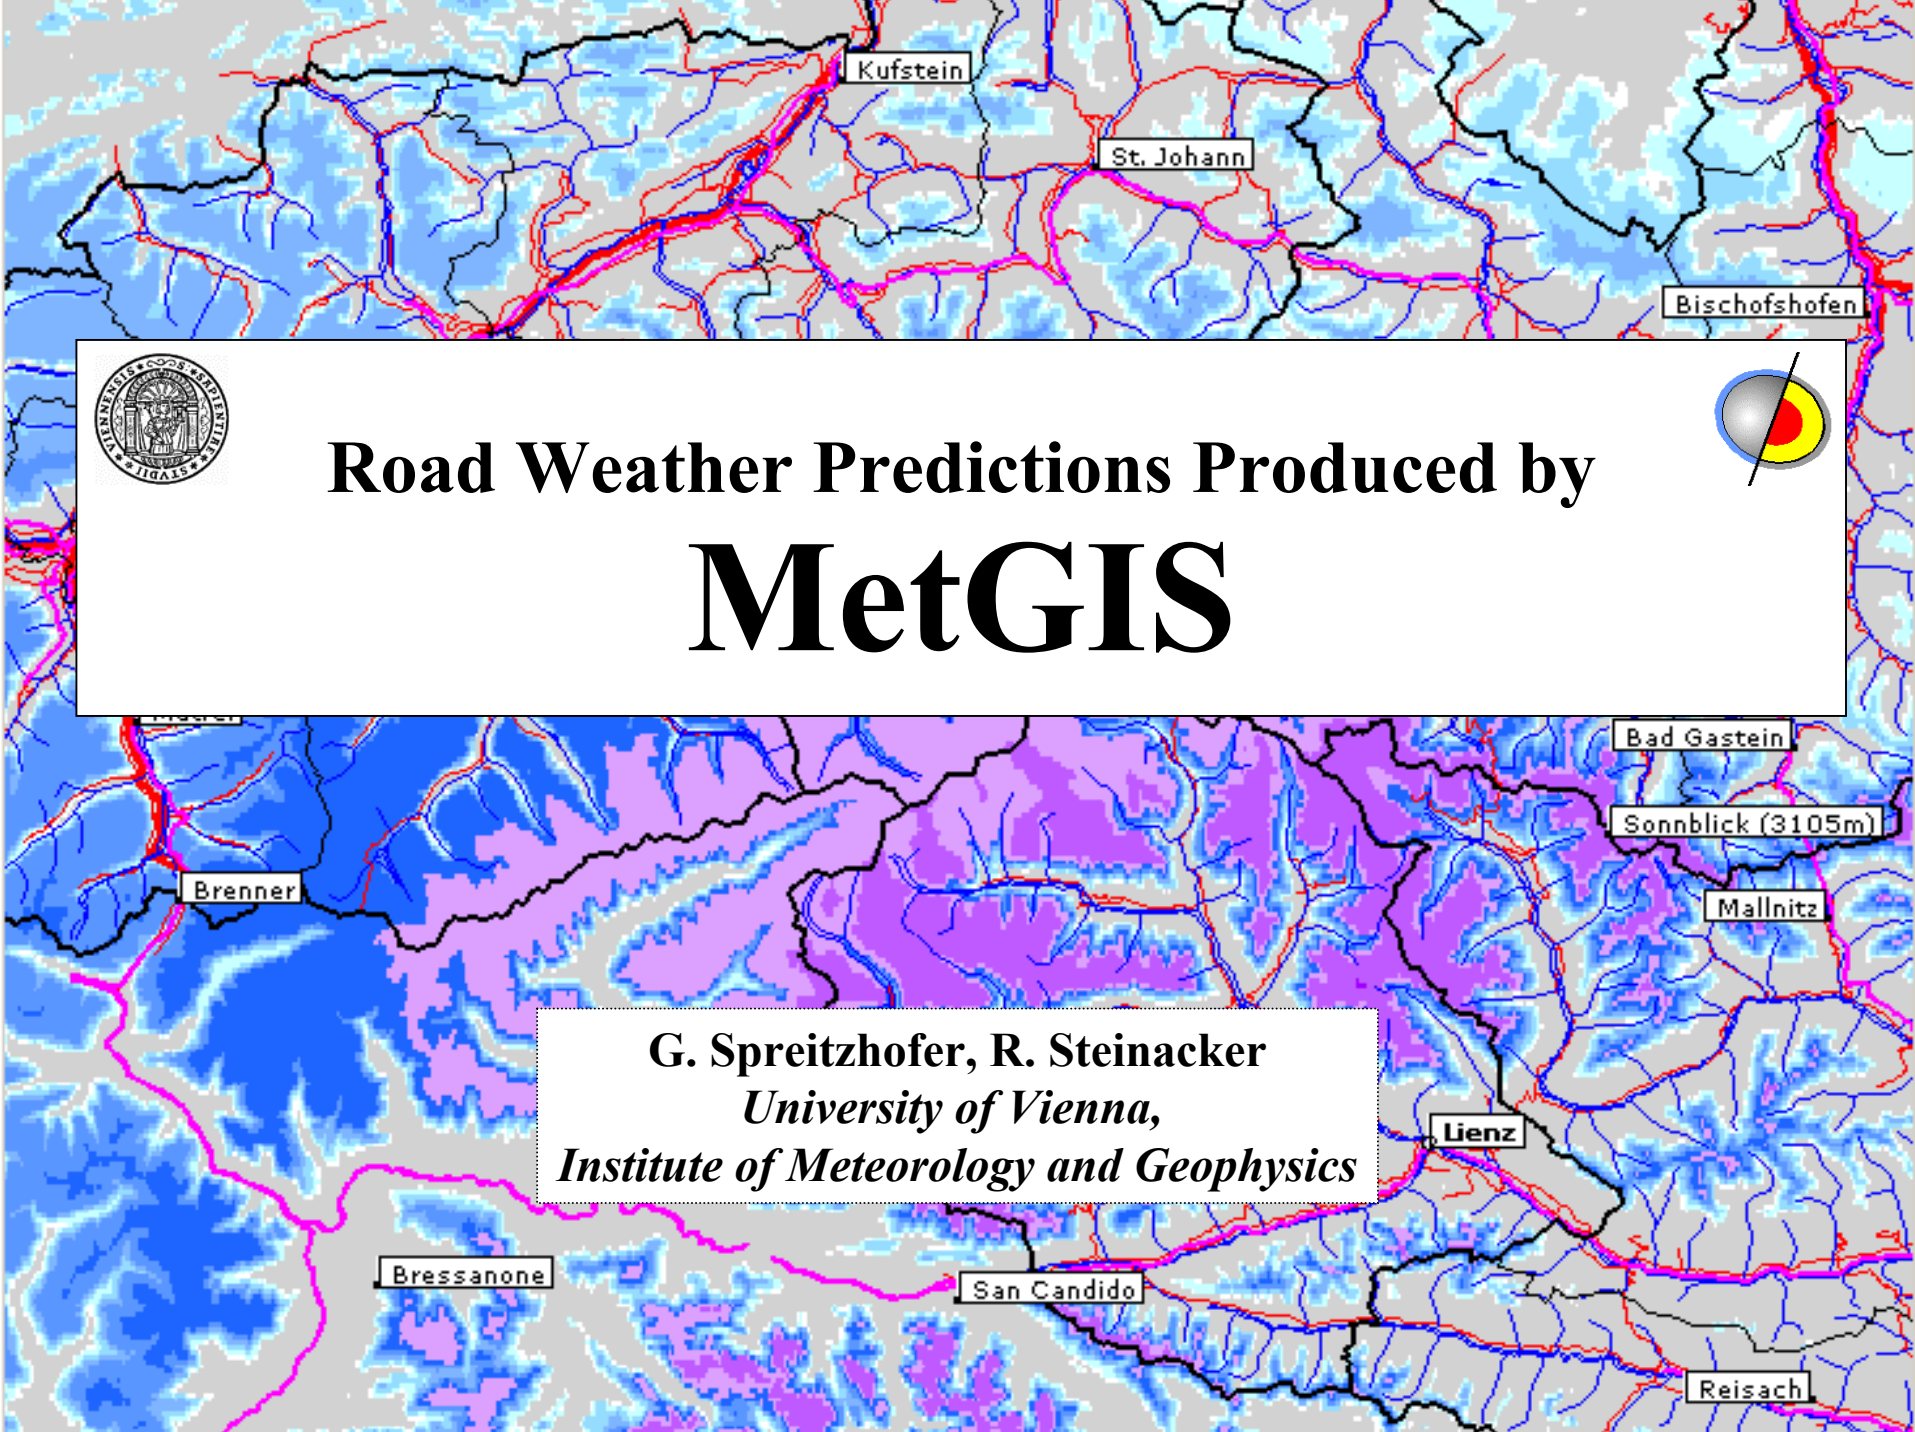 Kufstein
St. Johann
Bischofshofen
Road Weather Predictions Produced by
MetGIS
Bad Gastein
Sonnblick (3105m)
Brenner
Mallnitz
G. Spreitzhofer, R. Steinacker
University of Vienna,
Institute of Meteorology and Geophysics
Lienz
Bressanone
San Candido
Reisach